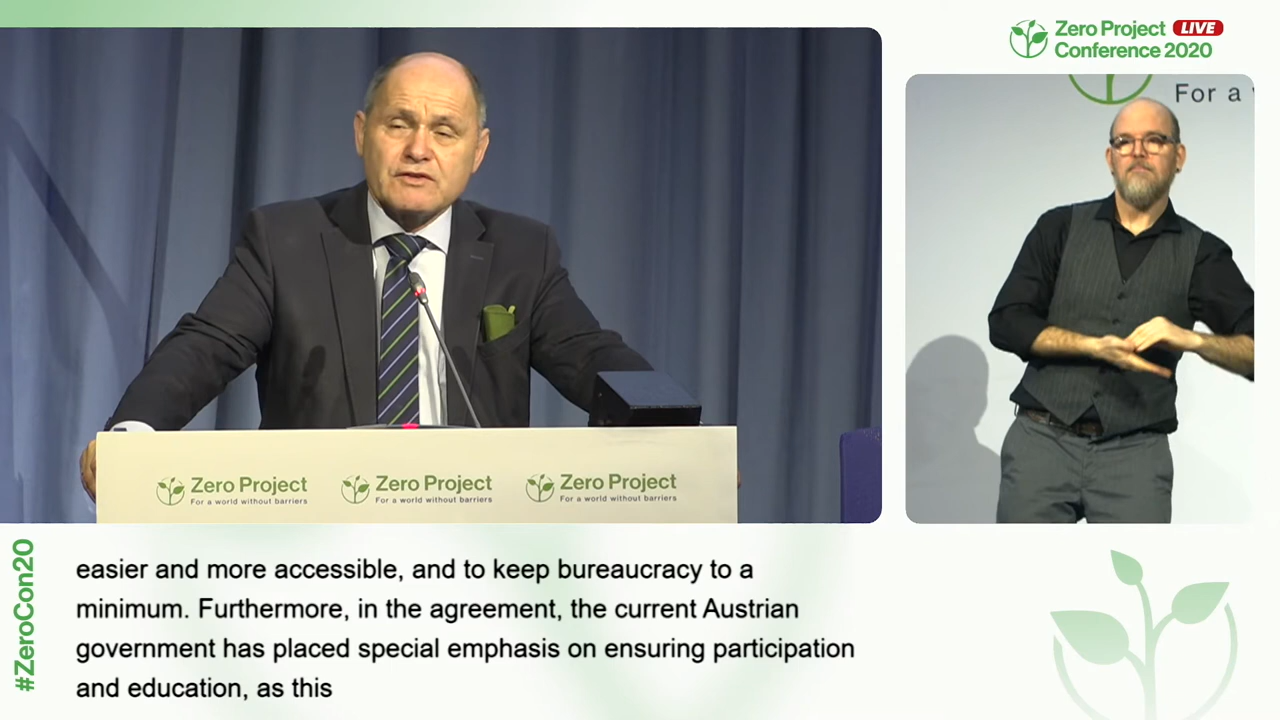 Zero Project LIVE
Conference 2020
For a
Zero Project
For a world without barriers
Zero Project
For a world without barriers
Zero Project
For a world without barriers
#ZeroCon20
easier and more accessible, and to keep bureaucracy to a
minimum. Furthermore, in the agreement, the current Austrian
government has placed special emphasis on ensuring participation
and education, as this